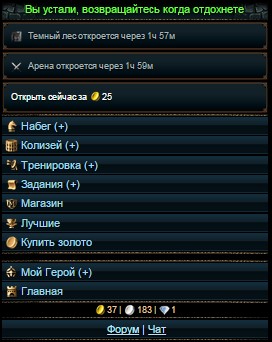 Вы устали, возвращайтесь когда отдохнете
Темный лес откроется через 1ч 57м
Арена откроется через 1ч 59м
Открыть сейчас за 25
Набег (+)
Колизей (+)
Тренировка (+)
Задания (+)
Магазин
Лучшие
Купить золото
Мой Герой (+)
Главная
37 | 183 | 1
Форум | Чат